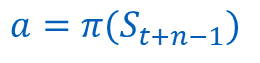 a = π(S_{t+n−1})